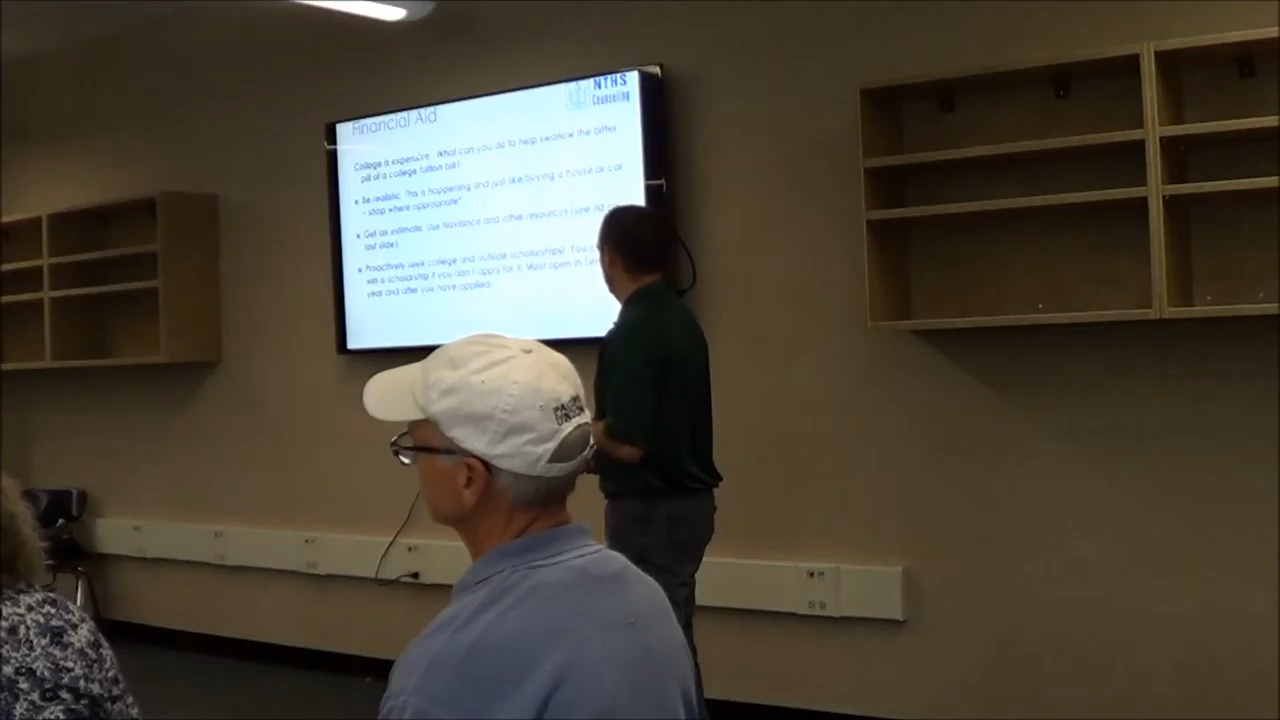 NTHS
Counseling
Financial Aid
College is expensive. What can you do to help swallow the bitter
pill of a college tuition bill?
Be realistic. This is happening and just like buying a house or car
- shop where appropriate"
Get an estimate. Use Naviance and other resources (see
last slide)
Proactively seek college and outside scholarships). You
with a scholarship if you don't apply for it. Most open in
year and after you have applied.